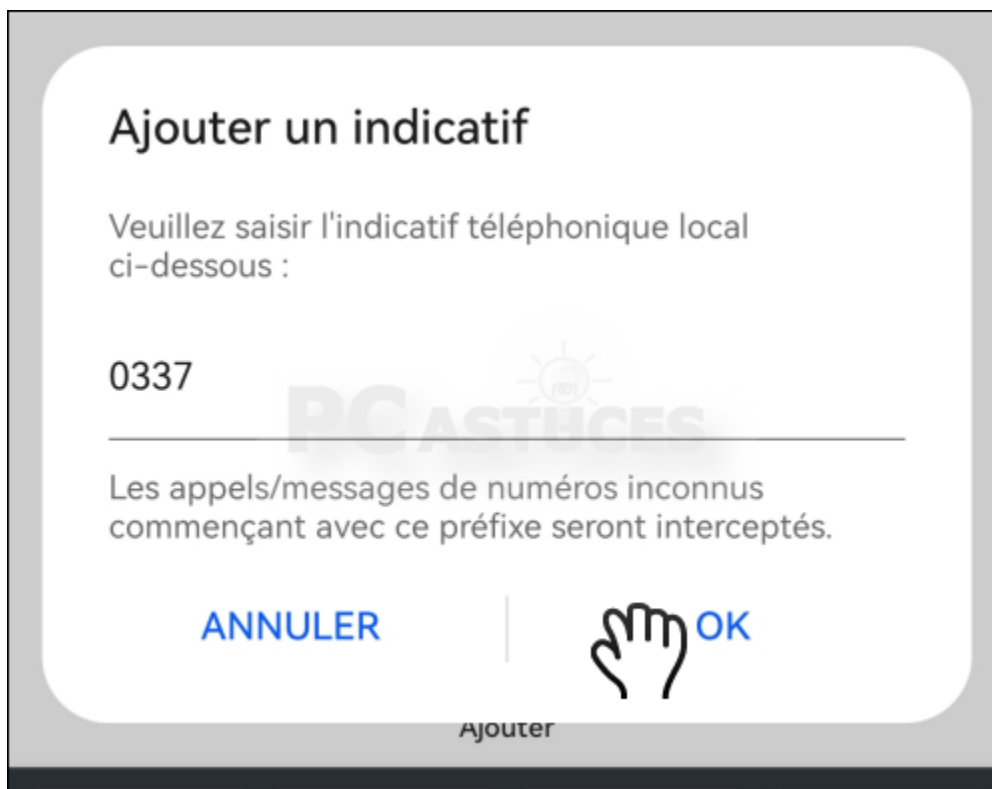 Ajouter un indicatif
Veuillez saisir l'indicatif téléphonique local
ci-dessous :
0337
PC ASTUCES
Les appels/messages de numéros inconnus
commençant avec ce préfixe seront interceptés.
ANNULER
OK
Ajouter